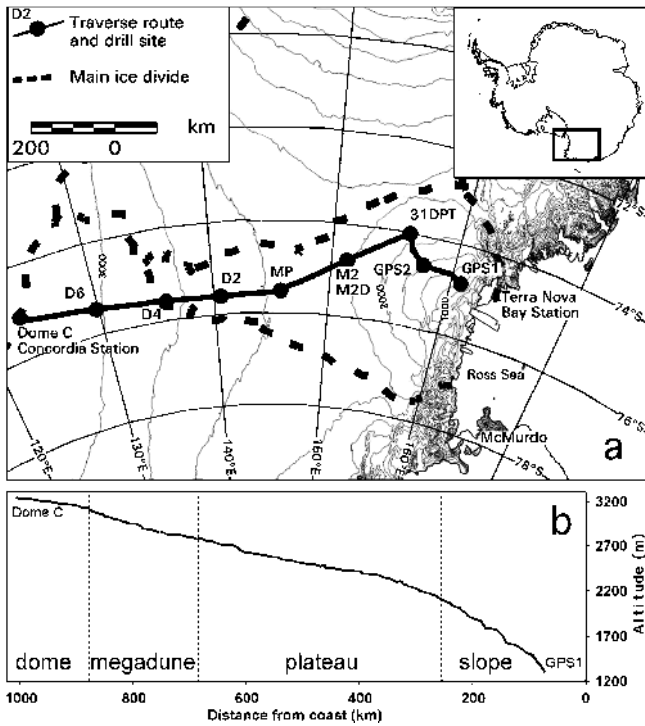 D2
Traverse route
and drill site
Main ice divide
km
200
0
72°S
31DPT
3000
D6
D4
D2
MP
M2
M2D
GPS2
GPS1
2000
1000
74°S
Dome C
Concordia Station
Terra Nova
Bay Station
Ross Sea
76°S
McMurdo
a
120°E
130°E
140°E
150°E
160°E
78°S
b
Dome C
3200
2700
2200
1700
1200
Altitude (m)
GPS1
dome
megadune
plateau
slope
1000
800
600
400
200
0
Distance from coast (km)